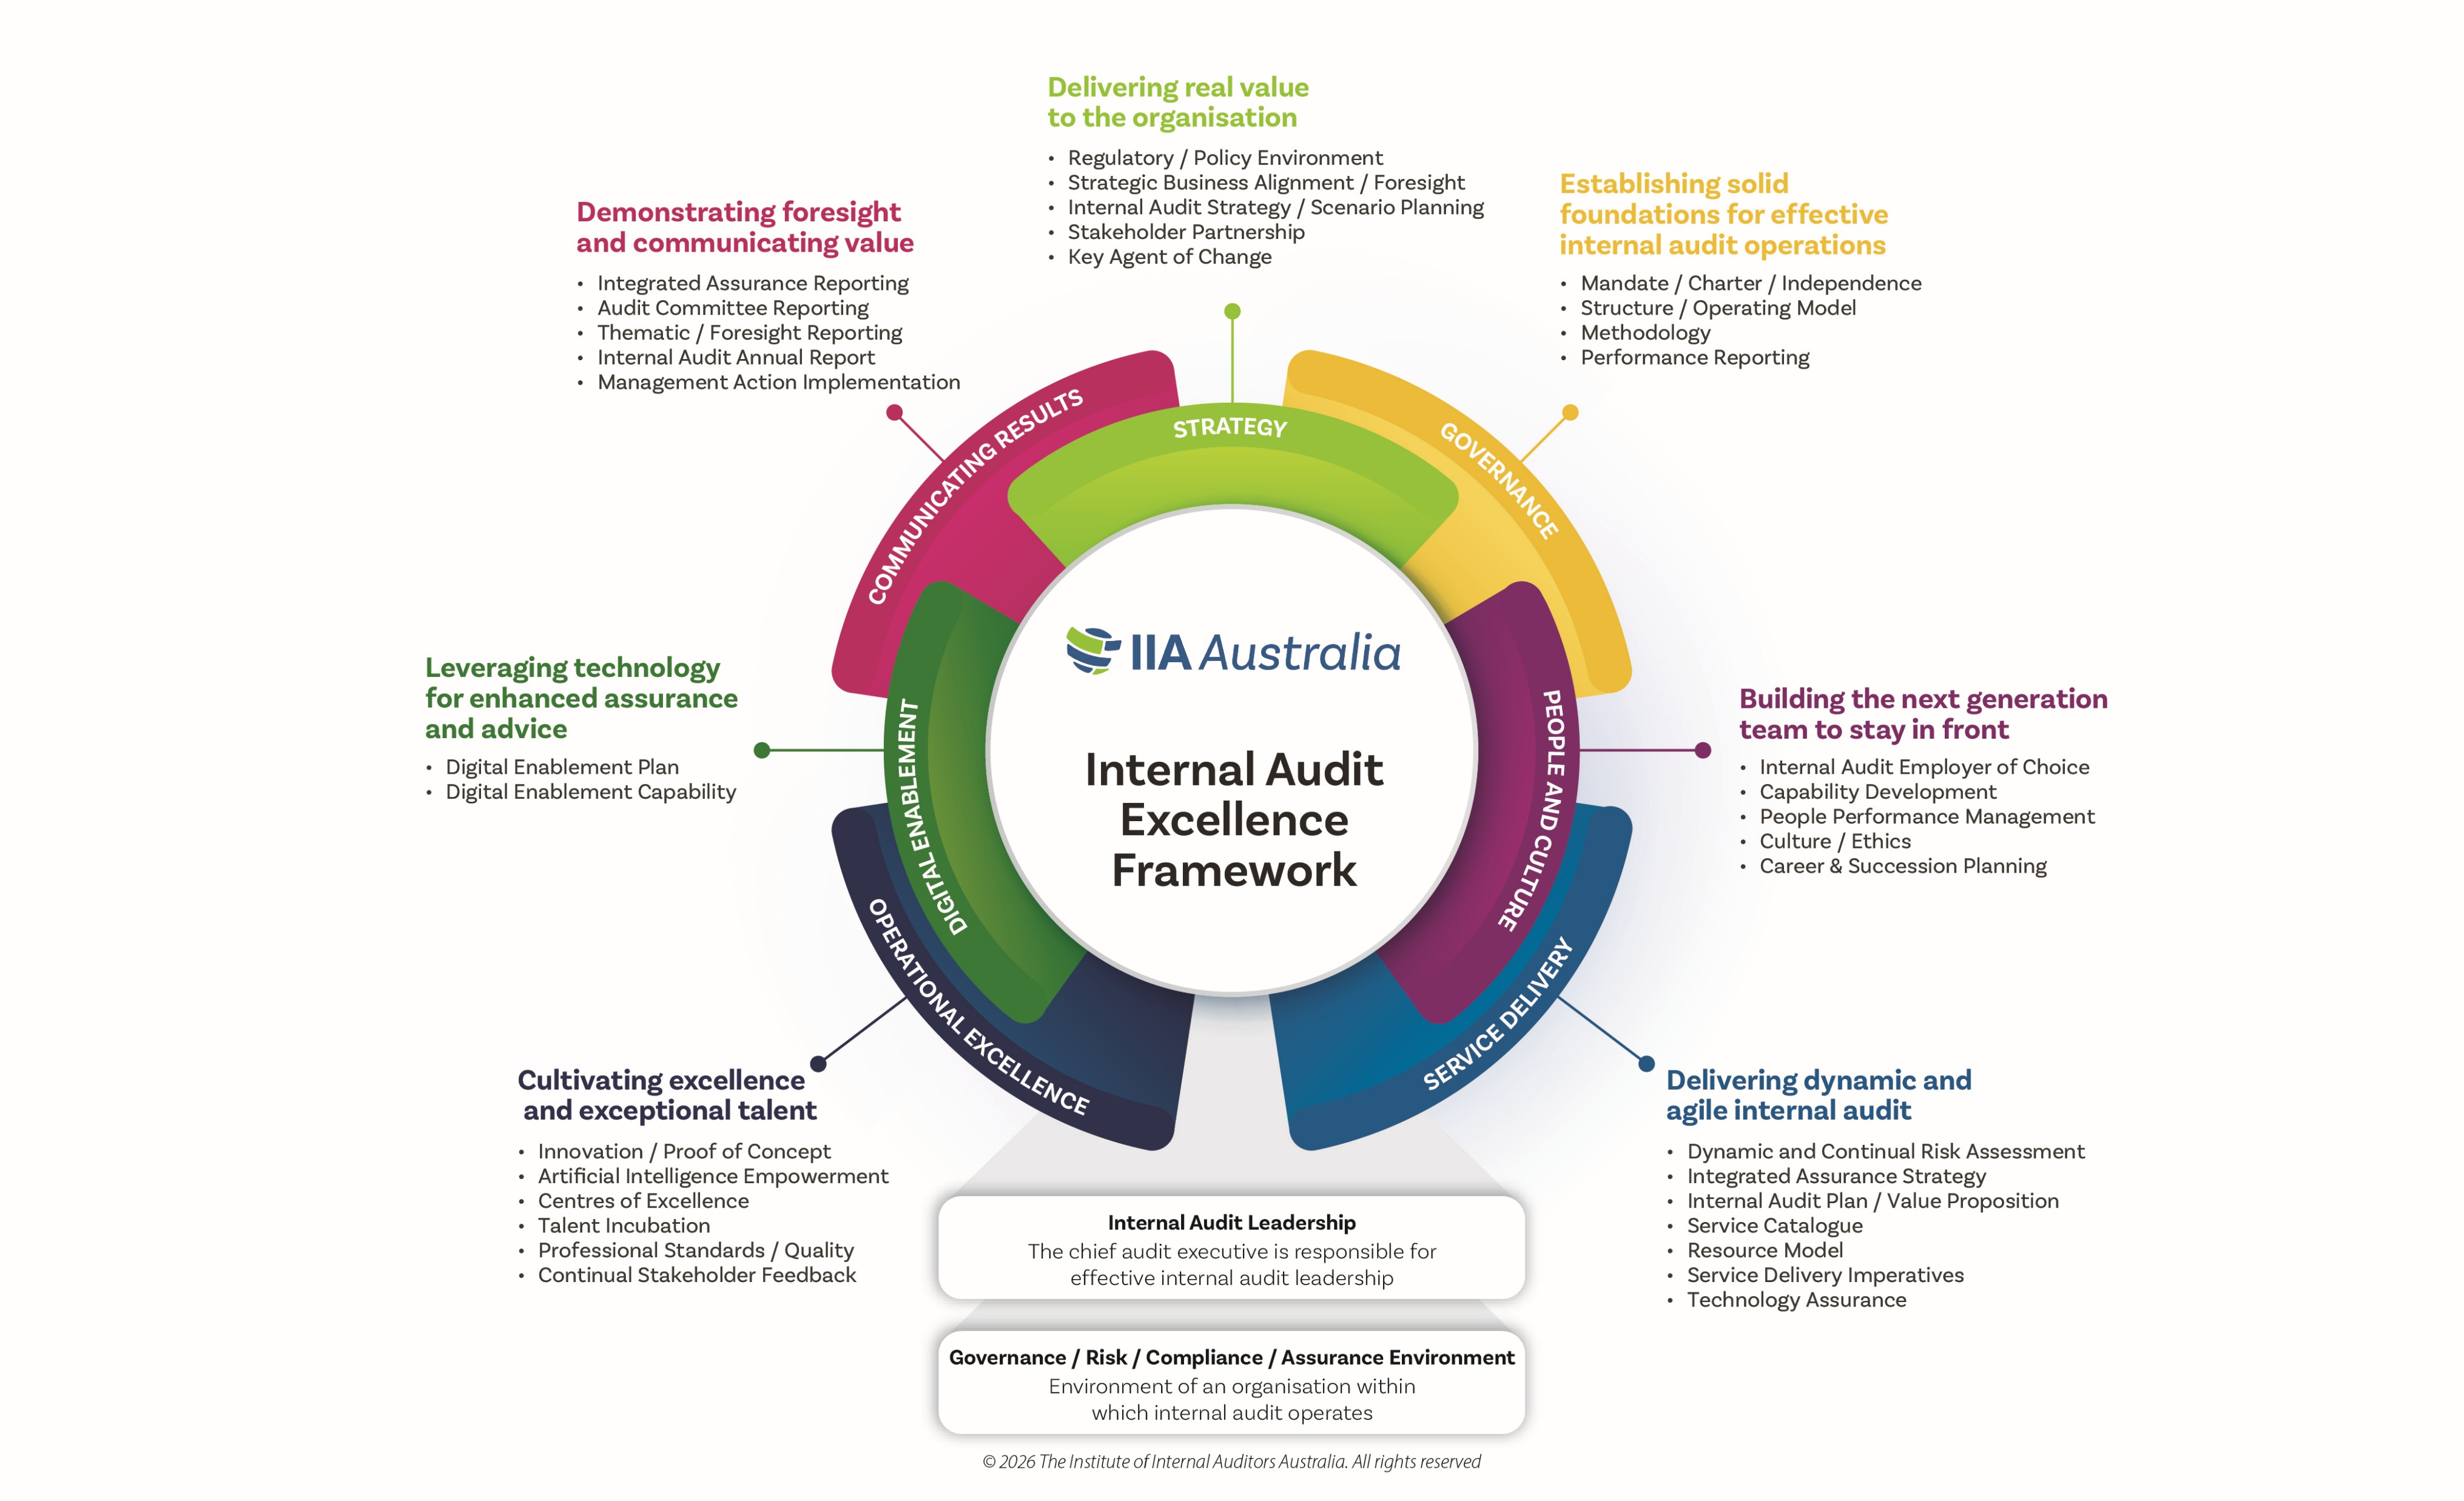 Delivering real value
to the organisation
• Regulatory / Policy Environment
• Strategic Business Alignment / Foresight
• Internal Audit Strategy / Scenario Planning
• Stakeholder Partnership
• Key Agent of Change
Establishing solid
foundations for effective
internal audit operations
• Mandate / Charter / Independence
• Structure / Operating Model
• Methodology
• Performance Reporting
Demonstrating foresight
and communicating value
• Integrated Assurance Reporting
• Audit Committee Reporting
• Thematic / Foresight Reporting
• Internal Audit Annual Report
• Management Action Implementation
COMMUNICATING RESULTS
STRATEGY
GOVERNANCE
IIA Australia
Internal Audit
Excellence
Framework
Leveraging technology
for enhanced assurance
and advice
• Digital Enablement Plan
• Digital Enablement Capability
DIGITAL ENABLEMENT
PEOPLE AND CULTURE
Building the next generation
team to stay in front
• Internal Audit Employer of Choice
• Capability Development
• People Performance Management
• Culture / Ethics
• Career & Succession Planning
OPERATIONAL EXCELLENCE
SERVICE DELIVERY
Cultivating excellence
and exceptional talent
• Innovation / Proof of Concept
• Artificial Intelligence Empowerment
• Centres of Excellence
• Talent Incubation
• Professional Standards / Quality
• Continual Stakeholder Feedback
Delivering dynamic and
agile internal audit
• Dynamic and Continual Risk Assessment
• Integrated Assurance Strategy
• Internal Audit Plan / Value Proposition
• Service Catalogue
• Resource Model
• Service Delivery Imperatives
• Technology Assurance
Internal Audit Leadership
The chief audit executive is responsible for
effective internal audit leadership
Governance / Risk / Compliance / Assurance Environment
Environment of an organisation within
which internal audit operates
© 2026 The Institute of Internal Auditors Australia. All rights reserved